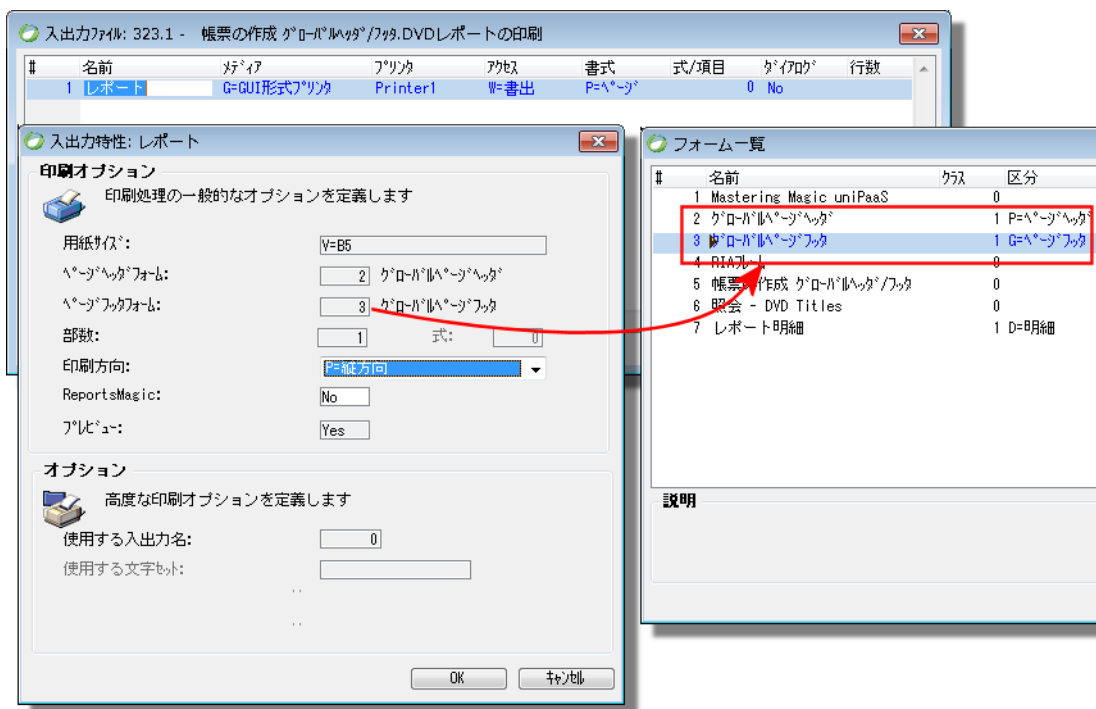 入出力ﾌｧｲﾙ: 323.1 - 帳票の作成 ｸﾞﾛｰﾊﾞﾙﾍｯﾀﾞ/ﾌｯﾀ.DVDレポートの印刷
# 名前 ﾒﾃﾞｨｱ ﾌﾟﾘﾝﾀ ｱｸｾｽ 書式 式/項目 ﾀﾞｲｱﾛｸﾞ 行数
1 レポート G=GUI形式ﾌﾟﾘﾝﾀ Printer1 W=書出 P=ﾍﾟｰｼﾞ 0 No
入出力特性: レポート
印刷オプション
印刷処理の一般的なオプションを定義します
用紙ｻｲｽﾞ: V=B5
ﾍﾟｰｼﾞﾍｯﾀﾞﾌｫｰﾑ: 2 ｸﾞﾛｰﾊﾞﾙﾍﾟｰｼﾞﾍｯﾀﾞ
ﾍﾟｰｼﾞﾌｯﾀﾌｫｰﾑ: 3 ｸﾞﾛｰﾊﾞﾙﾍﾟｰｼﾞﾌｯﾀ
部数: 1 式: 0
印刷方向: P=縦方向
ReportsMagic: No
ﾌﾟﾚﾋﾞｭｰ: Yes
オプション
高度な印刷オプションを定義します
使用する入出力名: 0
使用する文字ｾｯﾄ:
OK ｷｬﾝｾﾙ
フォーム一覧
# 名前 ｸﾗｽ 区分
1 Mastering Magic uniPaaS 0
2 ｸﾞﾛｰﾊﾞﾙﾍﾟｰｼﾞﾍｯﾀﾞ 1 P=ﾍﾟｰｼﾞﾍｯﾀﾞ
3 ｸﾞﾛｰﾊﾞﾙﾍﾟｰｼﾞﾌｯﾀ 1 G=ﾍﾟｰｼﾞﾌｯﾀ
4 RIAﾌﾚｰﾑ 0
5 帳票の作成 ｸﾞﾛｰﾊﾞﾙﾍｯﾀﾞ/ﾌｯﾀ 0
6 照会 - DVD Titles 0
7 レポート明細 1 D=明細
説明